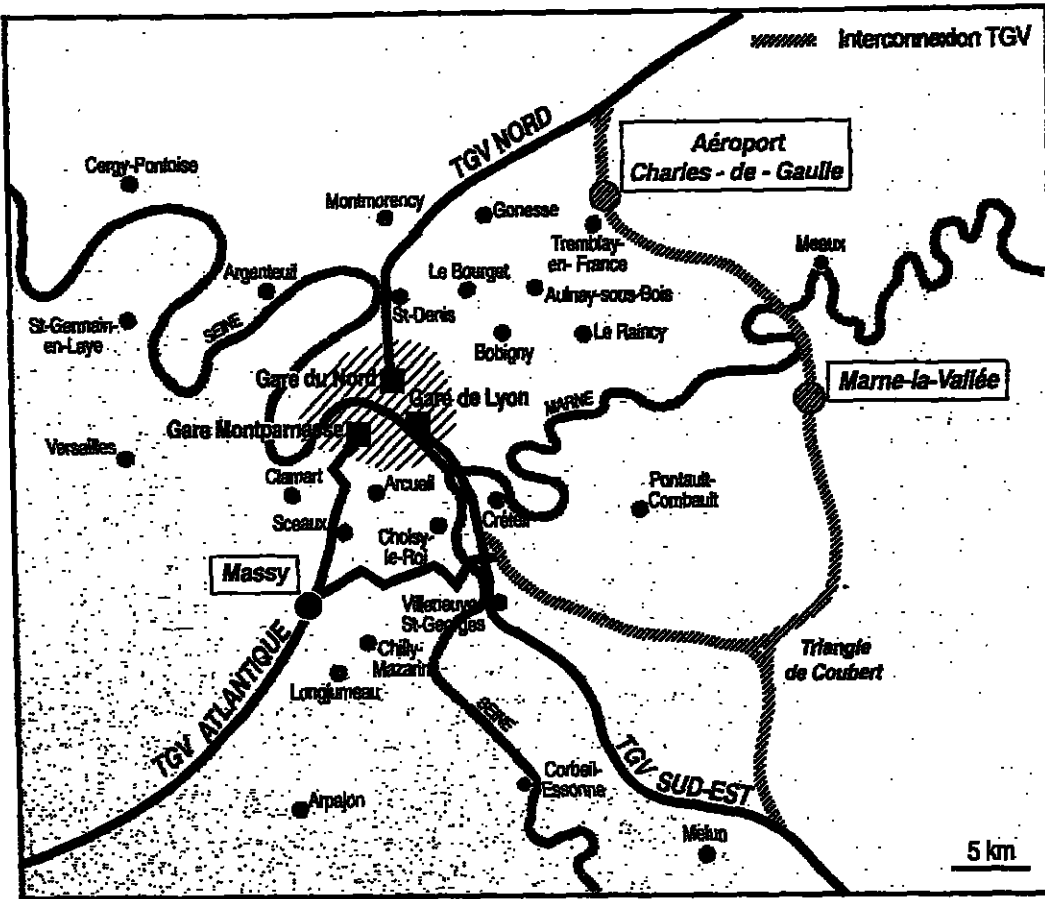 Interconnexion TGV
TGV NORD
Aéroport
Charles - de - Gaulle
Cergy-Pontoise
Montmorency
Gonesse
Tremblay-
en- France
Meaux
Argenteuil
Le Bourget
Aulnay-sous-Bois
St-Denis
St-Germain-
en-Laye
SEINE
Bobigny
Le Raincy
Gare du Nord
Marne-la-Vallée
Gare de Lyon
MARNE
Gare Montparnasse
Versailles
Clamart
Arcueil
Créteil
Pontault-
Combault
Sceaux
Choisy-
le-Roi
Massy
Villeneuve
St-Georges
Chilly-
Mazarin
Longjumeau
Triangle
de Coubert
TGV ATLANTIQUE
SEINE
TGV SUD-EST
Corbeil-
Essonne
Arpajon
Melun
5 km